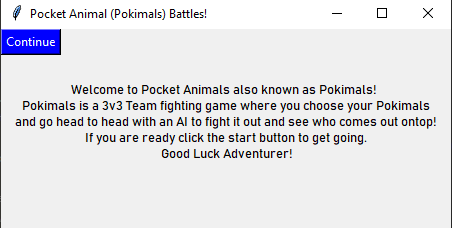 Pocket Animal (Pokimals) Battles!
Continue
Welcome to Pocket Animals also known as Pokimals!
Pokimals is a 3v3 Team fighting game where you choose your Pokimals
and go head to head with an AI to fight it out and see who comes out ontop!
If you are ready click the start button to get going.
Good Luck Adventurer!